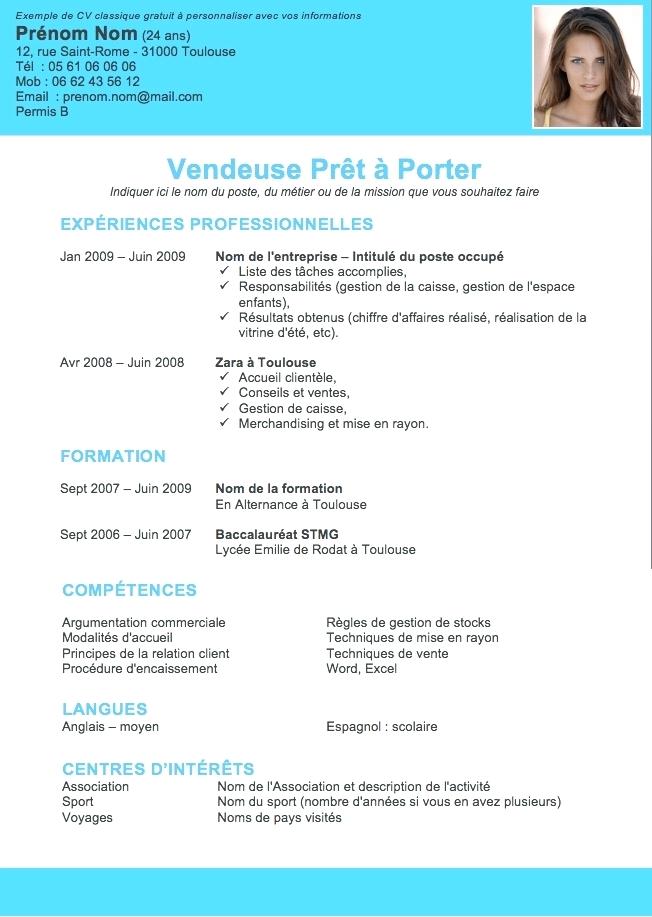 Exemple de CV classique gratuit à personnaliser avec vos informations
Prénom Nom (24 ans)
12, rue Saint-Rome - 31000 Toulouse
Tél : 05 61 06 06 06
Mob : 06 62 43 56 12
Email : prenom.nom@mail.com
Permis B
Vendeuse Prêt à Porter
Indiquer ici le nom du poste, du métier ou de la mission que vous souhaitez faire
EXPÉRIENCES PROFESSIONNELLES
Jan 2009 – Juin 2009 Nom de l'entreprise – Intitulé du poste occupé
✓ Liste des tâches accomplies,
✓ Responsabilités (gestion de la caisse, gestion de l'espace
enfants),
✓ Résultats obtenus (chiffre d'affaires réalisé, réalisation de la
vitrine d'été, etc).
Avr 2008 – Juin 2008 Zara à Toulouse
✓ Accueil clientèle,
✓ Conseils et ventes,
✓ Gestion de caisse,
✓ Merchandising et mise en rayon.
FORMATION
Sept 2007 – Juin 2009 Nom de la formation
En Alternance à Toulouse
Sept 2006 – Juin 2007 Baccalauréat STMG
Lycée Emilie de Rodat à Toulouse
COMPÉTENCES
Argumentation commerciale Règles de gestion de stocks
Modalités d'accueil Techniques de mise en rayon
Principes de la relation client Techniques de vente
Procédure d'encaissement Word, Excel
LANGUES
Anglais – moyen Espagnol : scolaire
CENTRES D'INTÉRÊTS
Association Nom de l'Association et description de l'activité
Sport Nom du sport (nombre d'années si vous en avez plusieurs)
Voyages Noms de pays visités